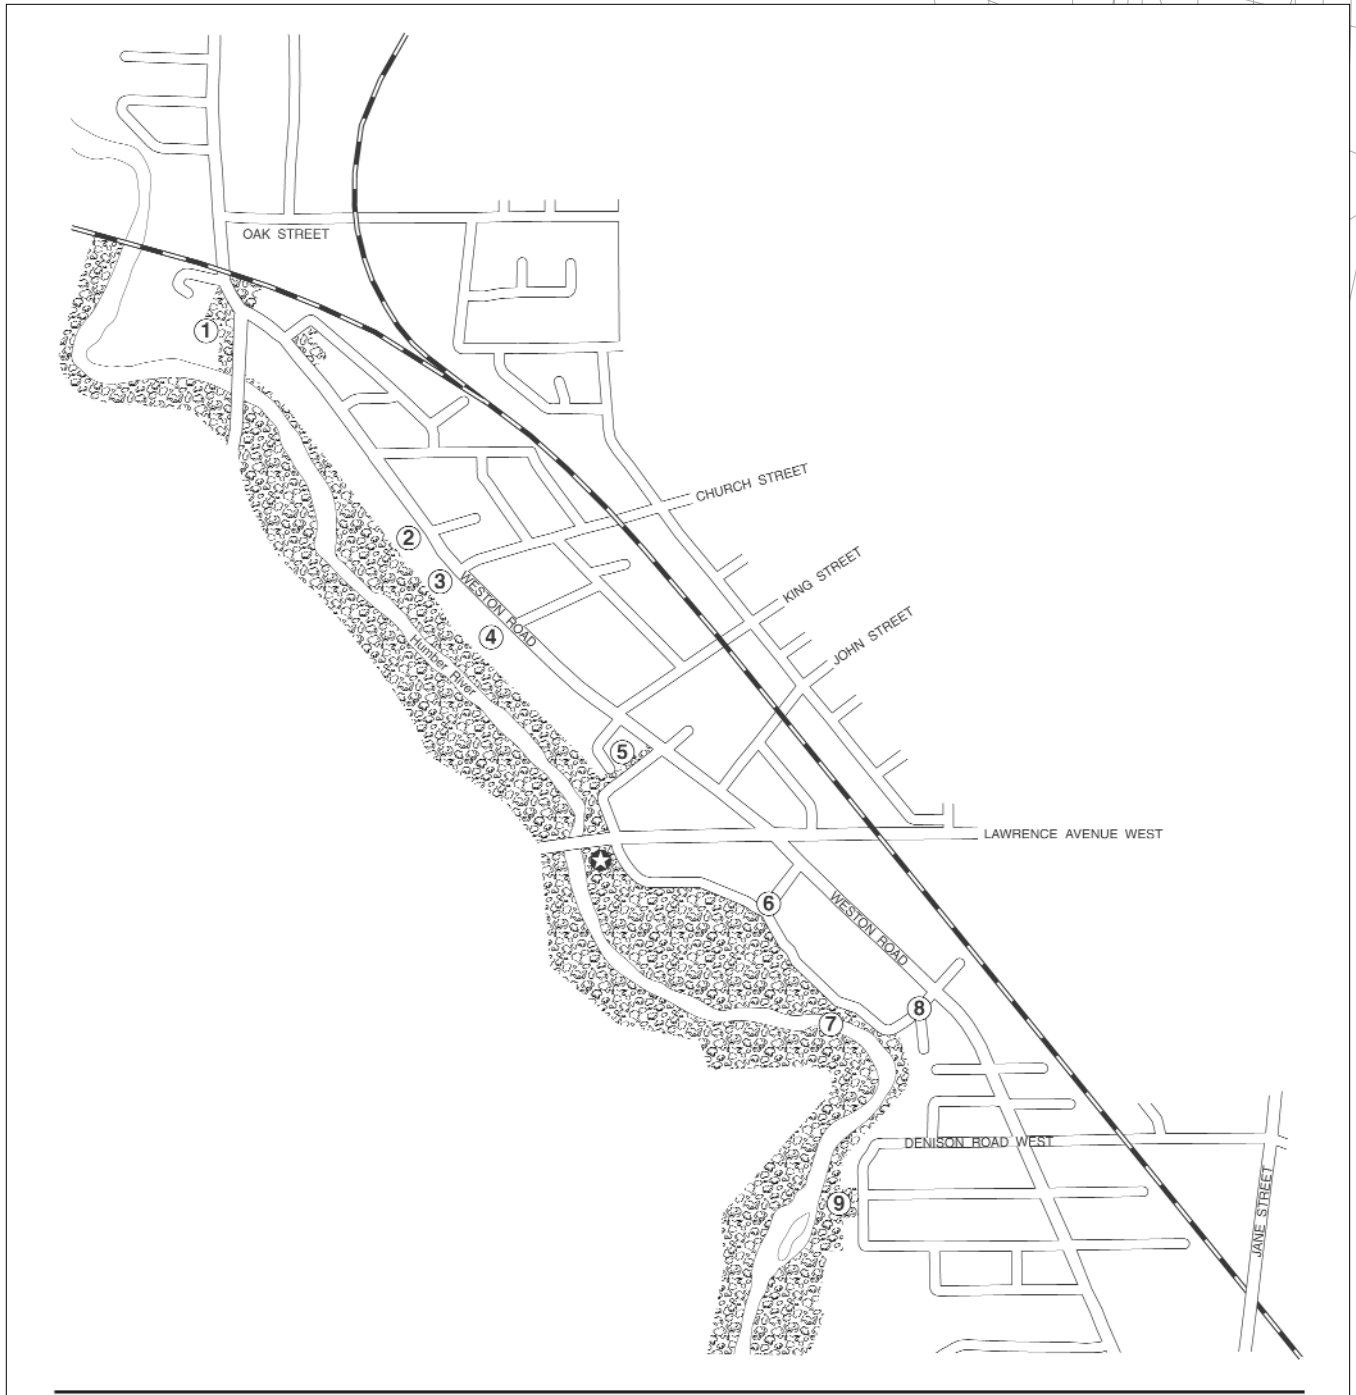 OAK STREET
1
CHURCH STREET
2
KING STREET
3
WESTON ROAD
JOHN STREET
4
Humber River
5
LAWRENCE AVENUE WEST
6
WESTON ROAD
8
7
DENISON ROAD WEST
9
JANE STREET